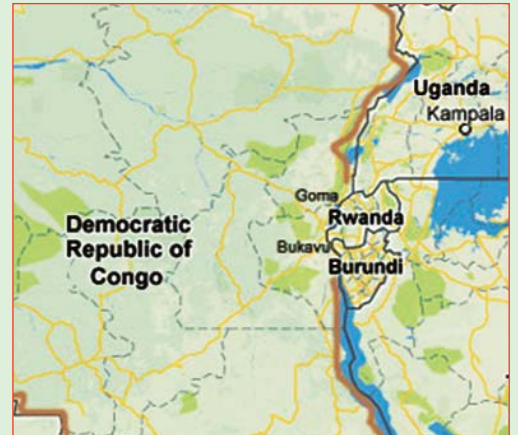 Uganda
Kampala
Goma
Rwanda
Democratic
Republic of
Congo
Bukavu
Burundi